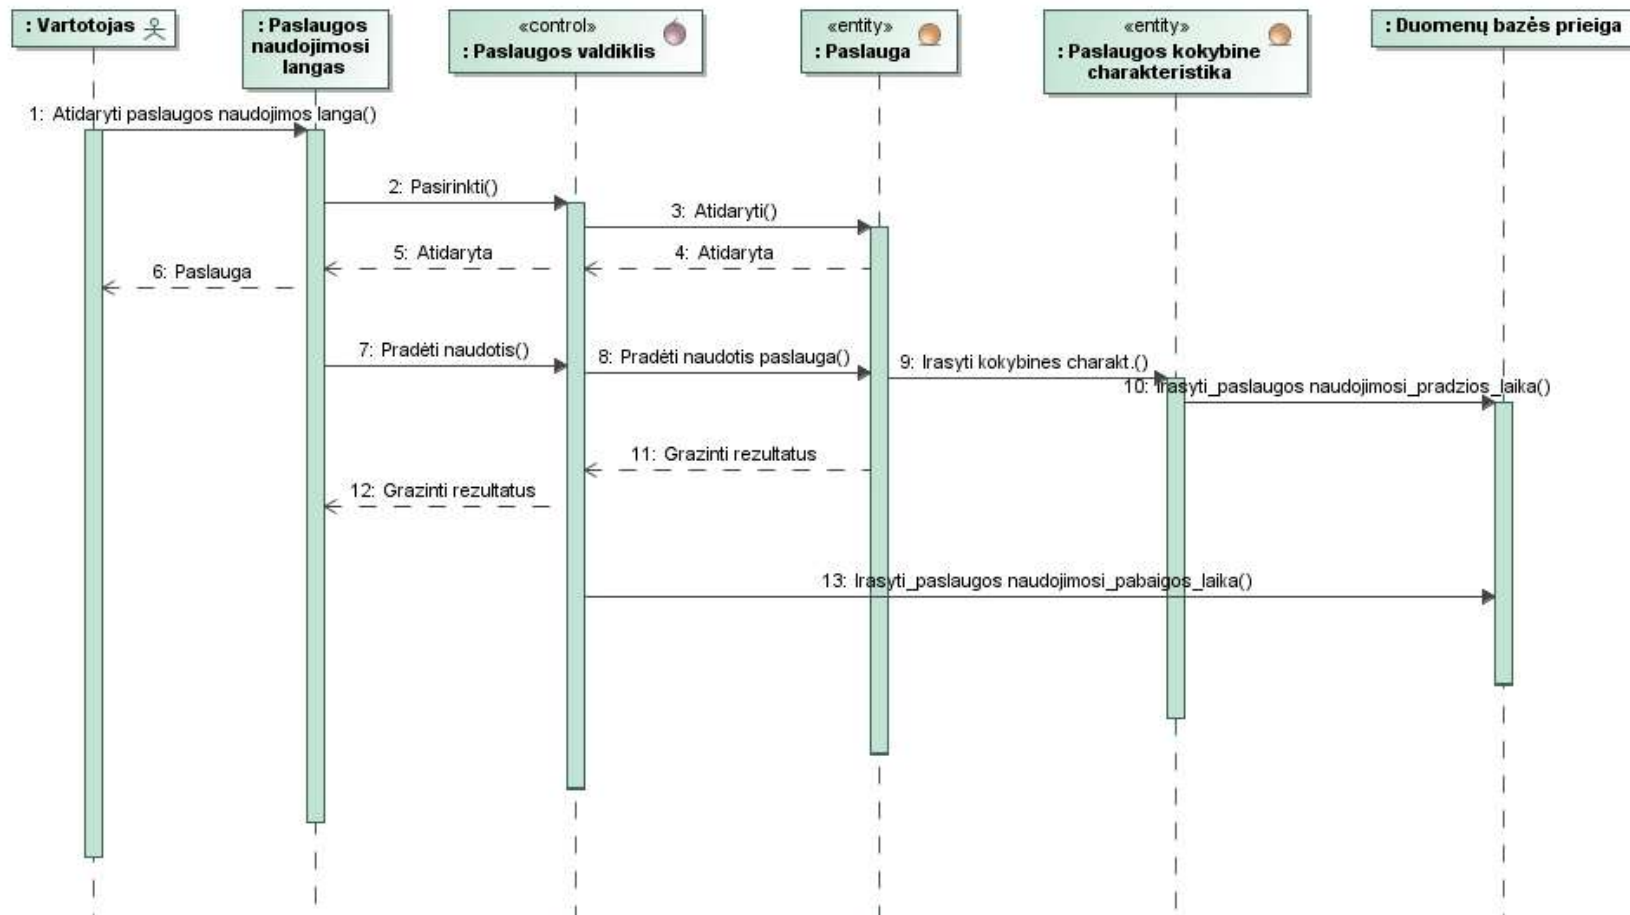 : Vartotojas
: Paslaugos
naudojimosi
langas
«control»
: Paslaugos valdiklis
«entity»
: Paslauga
«entity»
: Paslaugos kokybine
charakteristika
: Duomenų bazės prieiga
1: Atidaryti paslaugos naudojimos langa()
2: Pasirinkti()
3: Atidaryti()
5: Atidaryta
4: Atidaryta
6: Paslauga
7: Pradėti naudotis()
8: Pradėti naudotis paslauga()
9: Irasyti kokybines charakt.()
10: Irasyti_paslaugos naudojimosi_pradzios_laika()
11: Grazinti rezultatus
12: Grazinti rezultatus
13: Irasyti_paslaugos naudojimosi_pabaigos_laika()